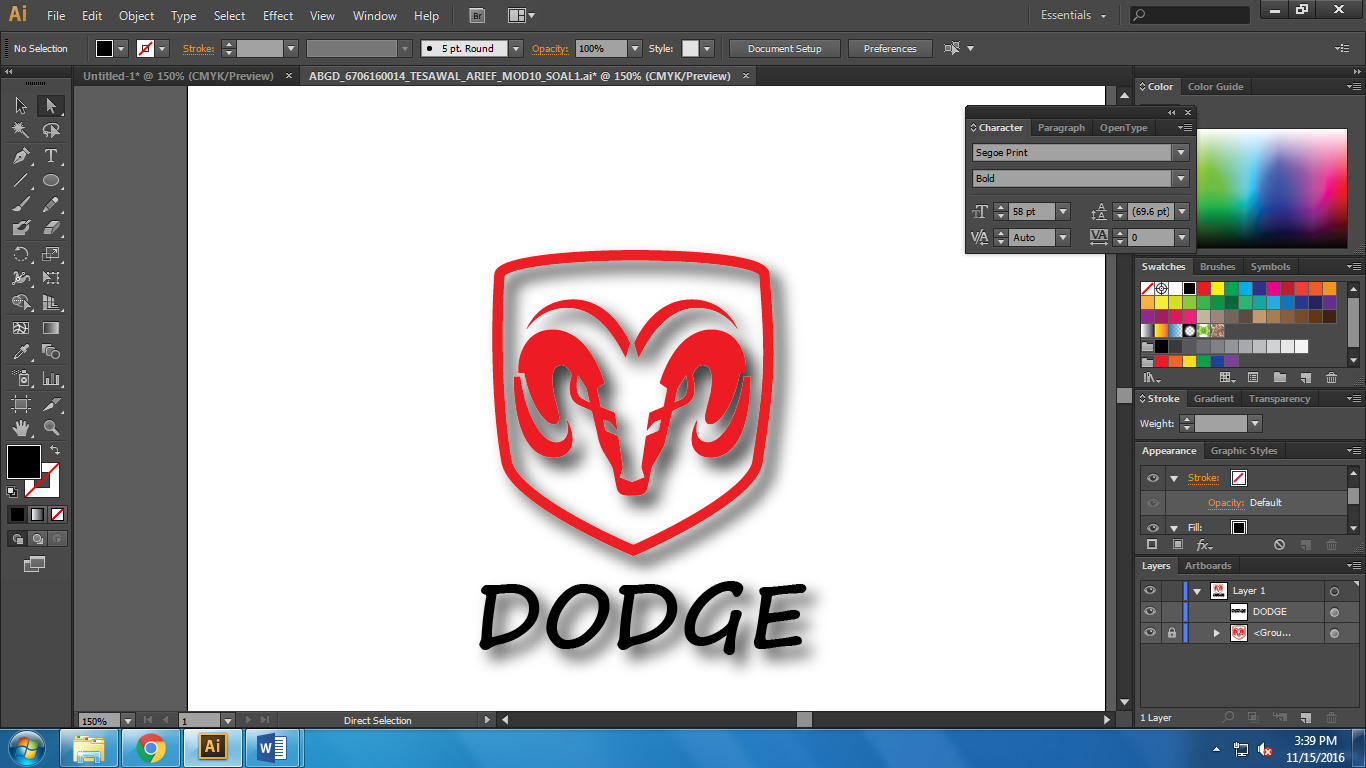 Ai File Edit Object Type Select Effect View Window Help Br Essentials
No Selection Stroke: 5 pt. Round Opacity: 100% Style: Document Setup Preferences
Untitled-1* @ 150% (CMYK/Preview) × ABGD_6706160014_TESAWAL_ARIEF_MOD10_SOAL1.ai* @ 150% (CMYK/Preview) ×
Color Color Guide
Character Paragraph OpenType
Segoe Print
Bold
58 pt (69.6 pt)
Auto 0
Swatches Brushes Symbols
Stroke Gradient Transparency
Weight:
Appearance Graphic Styles
Stroke:
Opacity: Default
Fill:
fx
Layers Artboards
Layer 1
DODGE
<Grou...
1 Layer
DODGE
150% 1 Direct Selection
Ai W
3:39 PM
11/15/2016